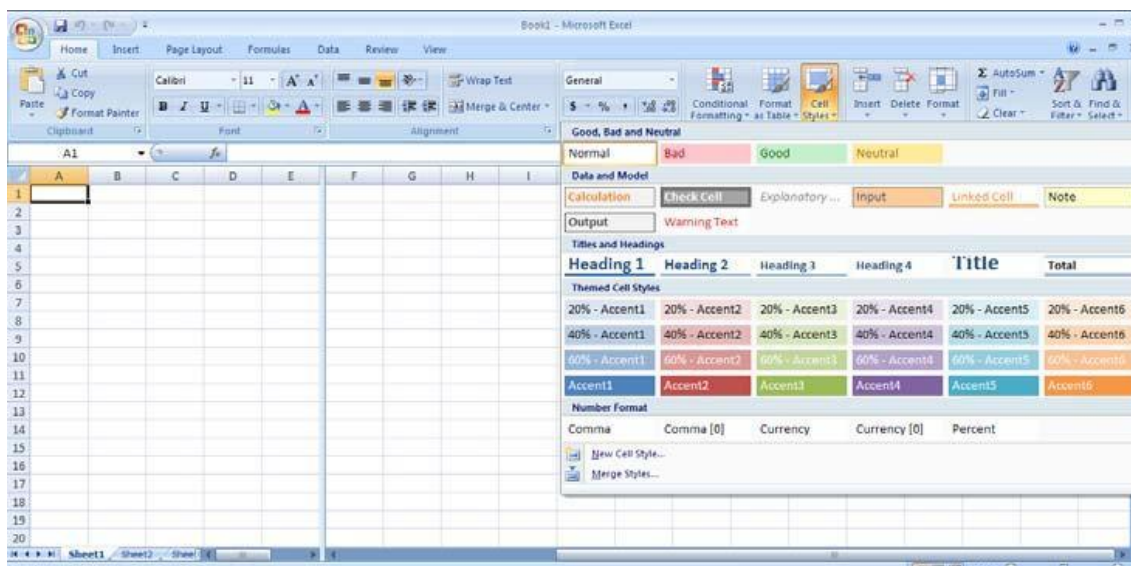 Book1 - Microsoft Excel
Home Insert Page Layout Formulas Data Review View
Cut
Copy
Format Painter
Paste
Clipboard
Calibri 11 A A
B I U A
Font
Wrap Text
Merge & Center
Alignment
General
$ % ,
Conditional Formatting
Format as Table
Cell Styles
Insert Delete Format
Σ AutoSum
Fill
Clear
Sort & Filter
Find & Select
A1 fx
A B C D E F G H I
1
2
3
4
5
6
7
8
9
10
11
12
13
14
15
16
17
18
19
20
Good, Bad and Neutral
Normal Bad Good Neutral
Data and Model
Calculation Check Cell Explanatory ... Input Linked Cell Note
Output Warning Text
Titles and Headings
Heading 1 Heading 2 Heading 3 Heading 4 Title Total
Themed Cell Styles
20% - Accent1 20% - Accent2 20% - Accent3 20% - Accent4 20% - Accent5 20% - Accent6
40% - Accent1 40% - Accent2 40% - Accent3 40% - Accent4 40% - Accent5 40% - Accent6
60% - Accent1 60% - Accent2 60% - Accent3 60% - Accent4 60% - Accent5 60% - Accent6
Accent1 Accent2 Accent3 Accent4 Accent5 Accent6
Number Format
Comma Comma [0] Currency Currency [0] Percent
New Cell Style...
Merge Styles...
Sheet1 Sheet2 Sheet